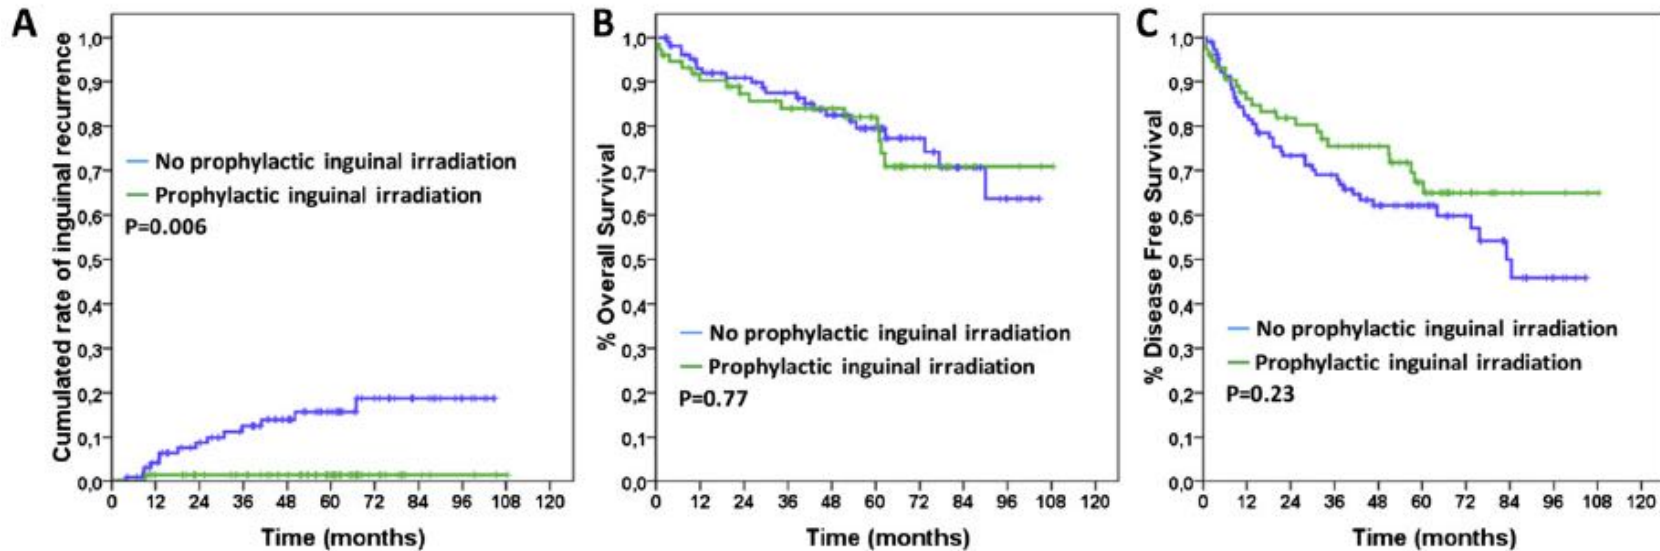 A
Cumulated rate of inguinal recurrence
1,0
0,9
0,8
0,7
0,6
0,5
0,4
0,3
0,2
0,1
0,0
No prophylactic inguinal irradiation
Prophylactic inguinal irradiation
P=0.006
0 12 24 36 48 60 72 84 96 108 120
Time (months)
B
% Overall Survival
1,0
0,9
0,8
0,7
0,6
0,5
0,4
0,3
0,2
0,1
0,0
No prophylactic inguinal irradiation
Prophylactic inguinal irradiation
P=0.77
0 12 24 36 48 60 72 84 96 108 120
Time (months)
C
% Disease Free Survival
1,0
0,9
0,8
0,7
0,6
0,5
0,4
0,3
0,2
0,1
0,0
No prophylactic inguinal irradiation
Prophylactic inguinal irradiation
P=0.23
0 12 24 36 48 60 72 84 96 108 120
Time (months)